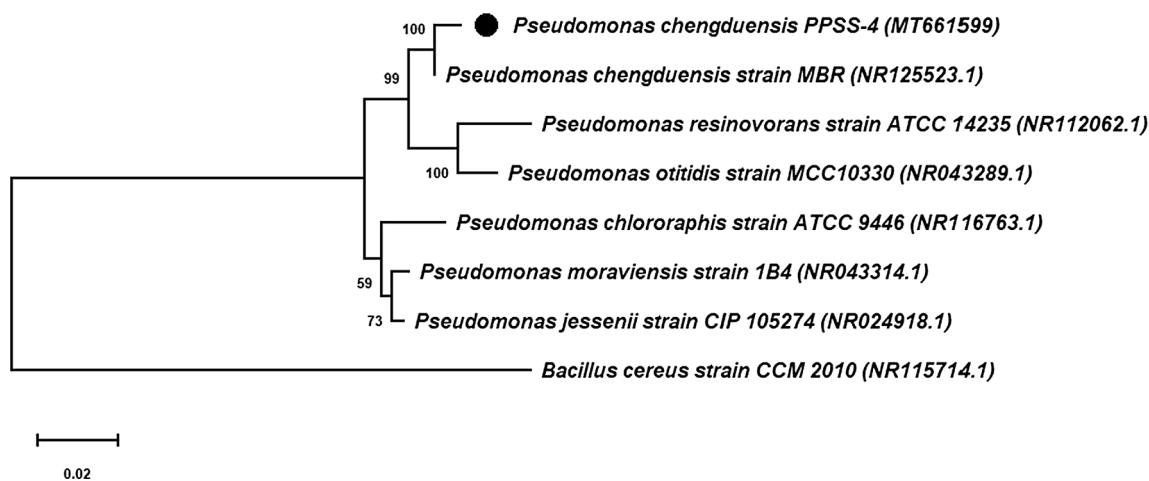 100
Pseudomonas chengduensis PPSS-4 (MT661599)
99
Pseudomonas chengduensis strain MBR (NR125523.1)
Pseudomonas resinovorans strain ATCC 14235 (NR112062.1)
100
Pseudomonas otitidis strain MCC10330 (NR043289.1)
Pseudomonas chlororaphis strain ATCC 9446 (NR116763.1)
Pseudomonas moraviensis strain 1B4 (NR043314.1)
59
73
Pseudomonas jessenii strain CIP 105274 (NR024918.1)
Bacillus cereus strain CCM 2010 (NR115714.1)
0.02